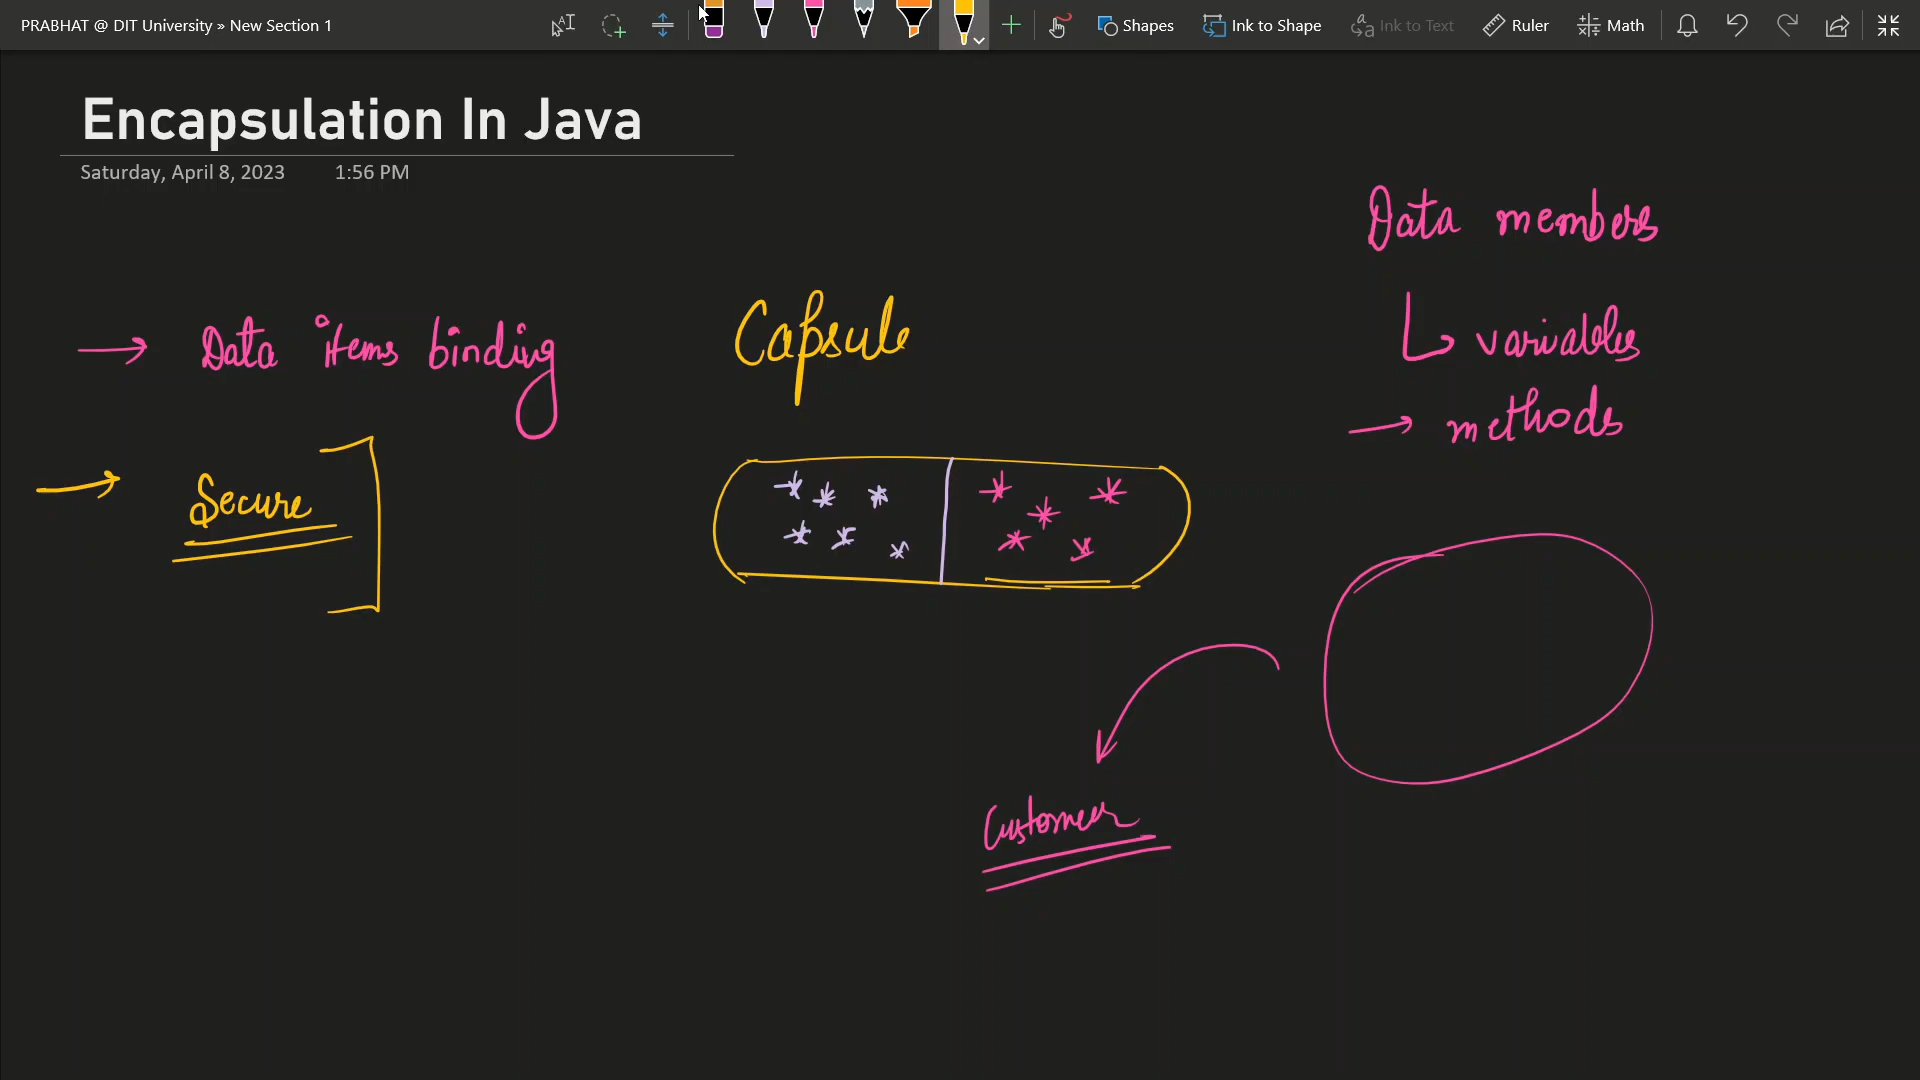 PRABHAT @ DIT University » New Section 1
Shapes Ink to Shape Ink to Text Ruler Math
Encapsulation In Java
Saturday, April 8, 2023 1:56 PM
Data members
→ Data items binding
Capsule
variables
→ methods
→ Secure
Customer